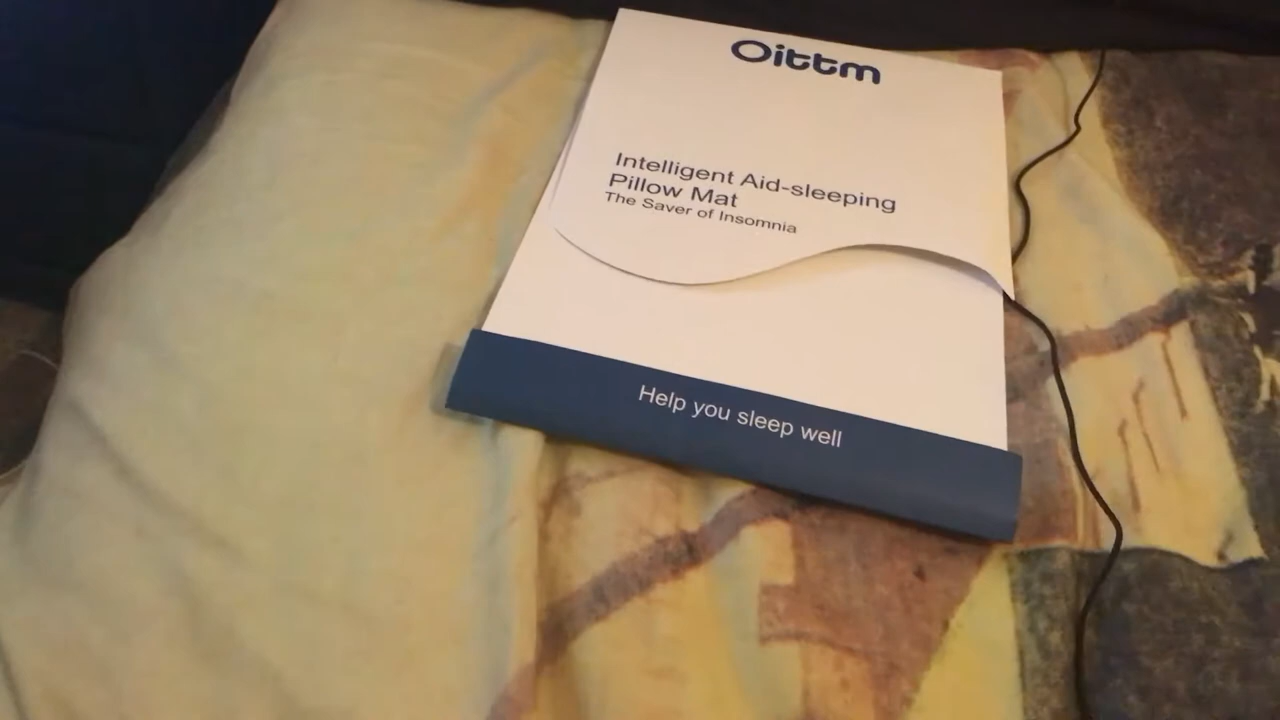 Oittm
Intelligent Aid-sleeping
Pillow Mat
The Saver of Insomnia
Help you sleep well